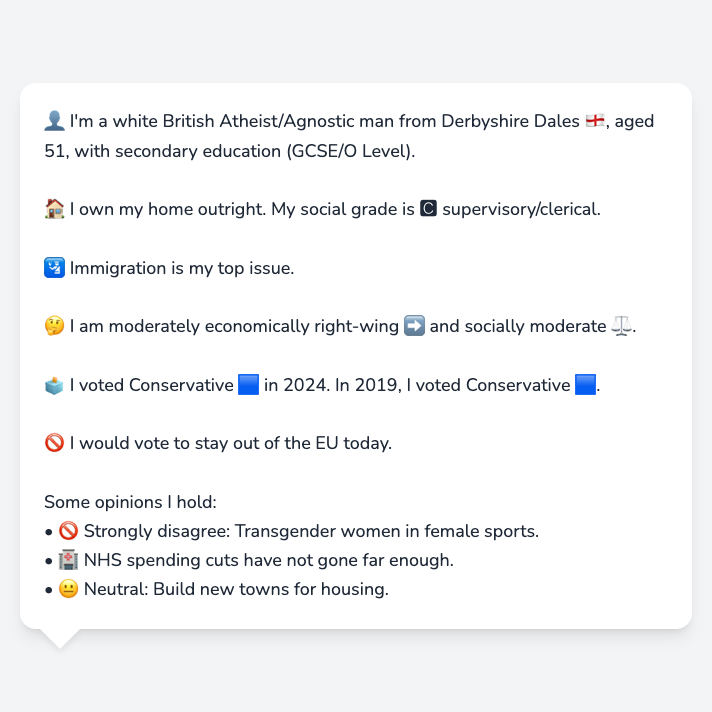 👤 I'm a white British Atheist/Agnostic man from Derbyshire Dales 🏴󠁧󠁢󠁥󠁮󠁧󠁿, aged
51, with secondary education (GCSE/O Level).
🏠 I own my home outright. My social grade is 🅲 supervisory/clerical.
🛂 Immigration is my top issue.
🤔 I am moderately economically right-wing ➡️ and socially moderate ⚖️.
🗳️ I voted Conservative 🟦 in 2024. In 2019, I voted Conservative 🟦.
🚫 I would vote to stay out of the EU today.
Some opinions I hold:
• 🚫 Strongly disagree: Transgender women in female sports.
• 🏥 NHS spending cuts have not gone far enough.
• 😐 Neutral: Build new towns for housing.